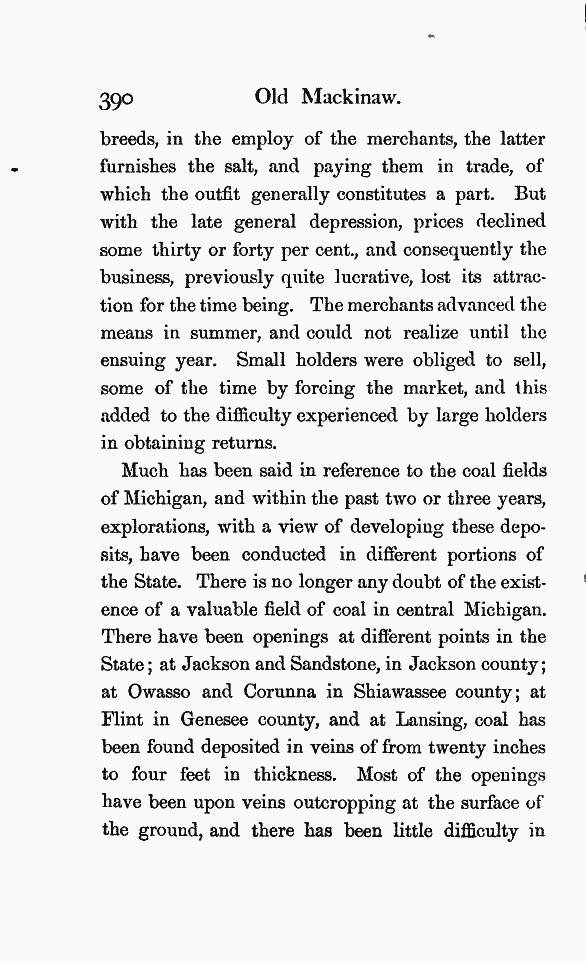 390 Old Mackinaw.
breeds, in the employ of the merchants, the latter
furnishes the salt, and paying them in trade, of
which the outfit generally constitutes a part. But
with the late general depression, prices declined
some thirty or forty per cent., and consequently the
business, previously quite lucrative, lost its attrac-
tion for the time being. The merchants advanced the
means in summer, and could not realize until the
ensuing year. Small holders were obliged to sell,
some of the time by forcing the market, and this
added to the difficulty experienced by large holders
in obtaining returns.
Much has been said in reference to the coal fields
of Michigan, and within the past two or three years,
explorations, with a view of developing these depo-
sits, have been conducted in different portions of
the State. There is no longer any doubt of the exist-
ence of a valuable field of coal in central Michigan.
There have been openings at different points in the
State; at Jackson and Sandstone, in Jackson county;
at Owasso and Corunna in Shiawassee county; at
Flint in Genesee county, and at Lansing, coal has
been found deposited in veins of from twenty inches
to four feet in thickness. Most of the openings
have been upon veins outcropping at the surface of
the ground, and there has been little difficulty in